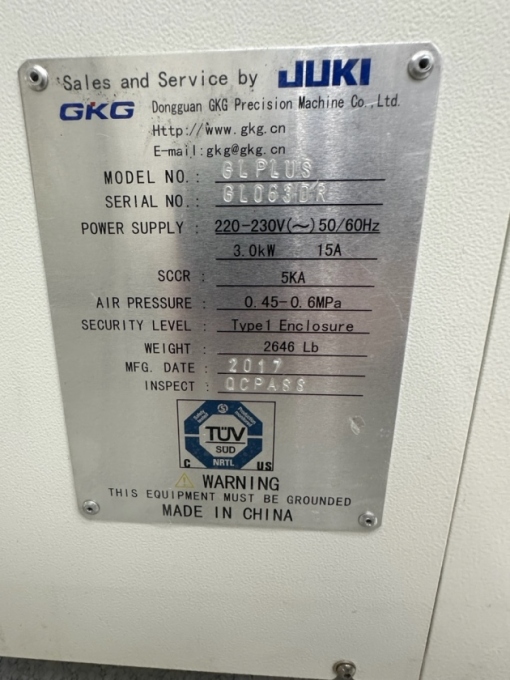 Sales and Service by JUKI
GKG Dongguan GKG Precision Machine Co.,Ltd.
Http://www.gkg.cn
E-mail:gkg@gkg.cn
MODEL NO.: GLPLUS
SERIAL NO.: GL063DR
POWER SUPPLY : 220-230V(~)50/60Hz
3.0kW 15A
SCCR : 5KA
AIR PRESSURE : 0.45-0.6MPa
SECURITY LEVEL : Type1 Enclosure
WEIGHT : 2646 Lb
MFG. DATE : 2017
INSPECT : QCPASS
TÜV
SÜD
C NRTL US
WARNING
THIS EQUIPMENT MUST BE GROUNDED
MADE IN CHINA